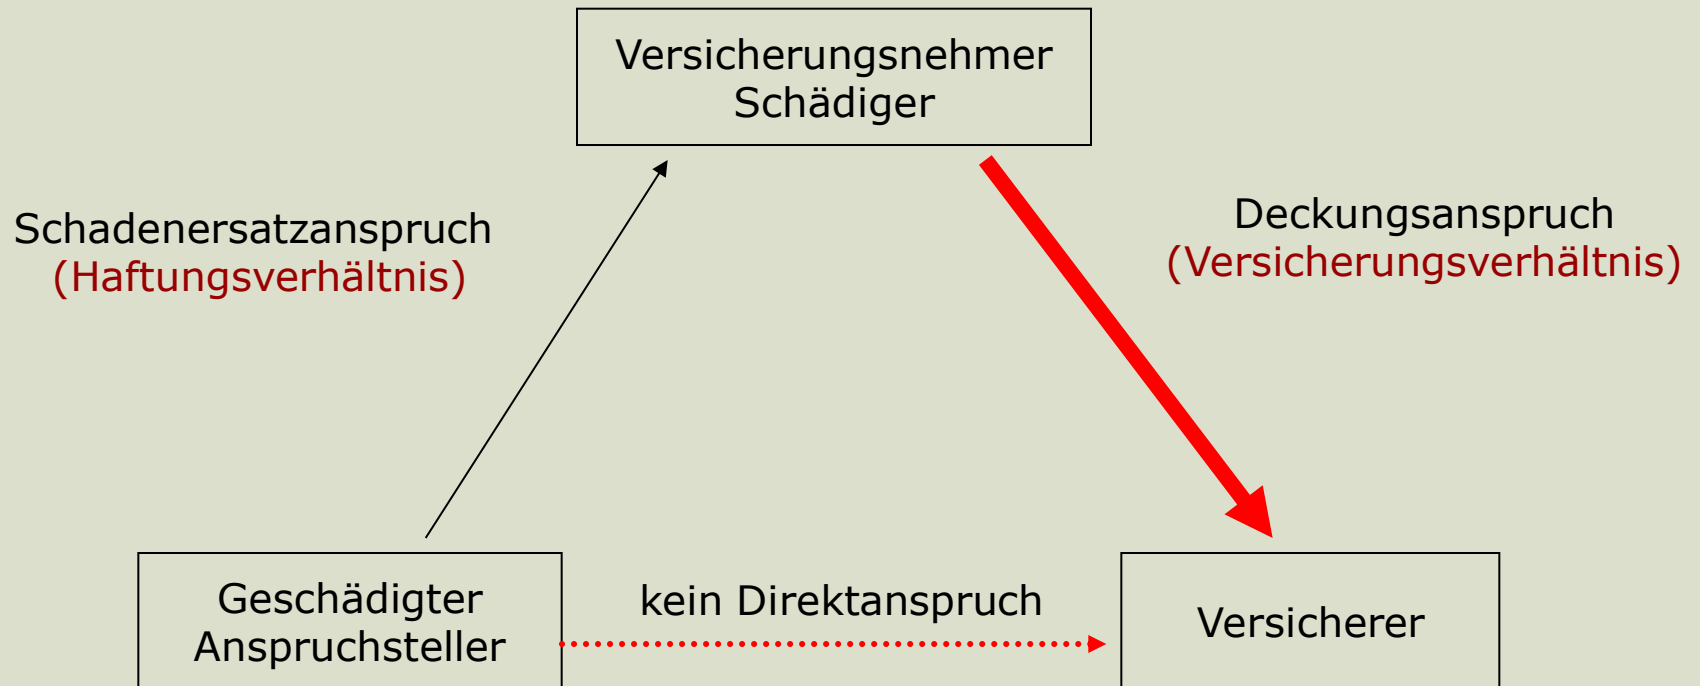 Versicherungsnehmer
Schädiger
Schadenersatzanspruch
(Haftungsverhältnis)
Deckungsanspruch
(Versicherungsverhältnis)
Geschädigter
Anspruchsteller
kein Direktanspruch
Versicherer